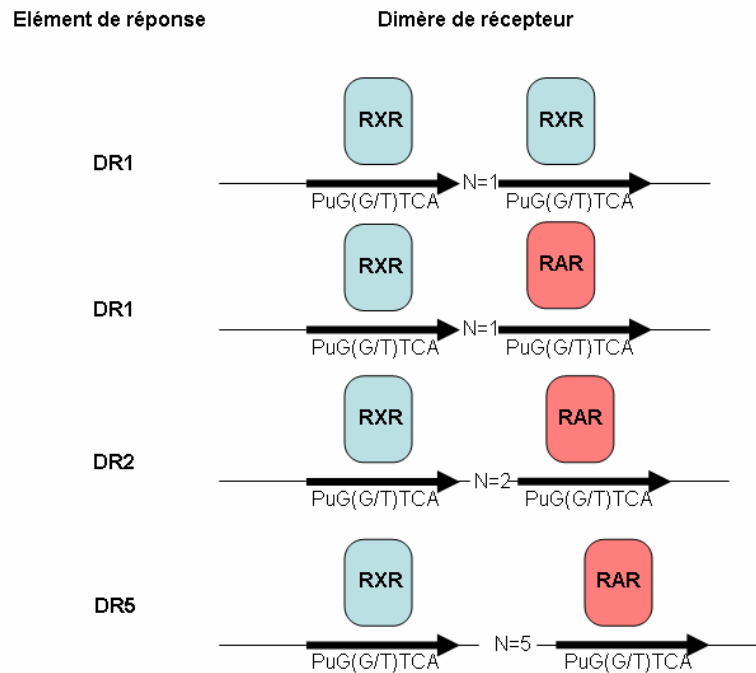 Elément de réponse Dimère de récepteur
RXR RXR
DR1
N=1
PuG(G/T)TCA PuG(G/T)TCA
RXR RAR
DR1
N=1
PuG(G/T)TCA PuG(G/T)TCA
RXR RAR
DR2
N=2
PuG(G/T)TCA PuG(G/T)TCA
RXR RAR
DR5
N=5
PuG(G/T)TCA PuG(G/T)TCA